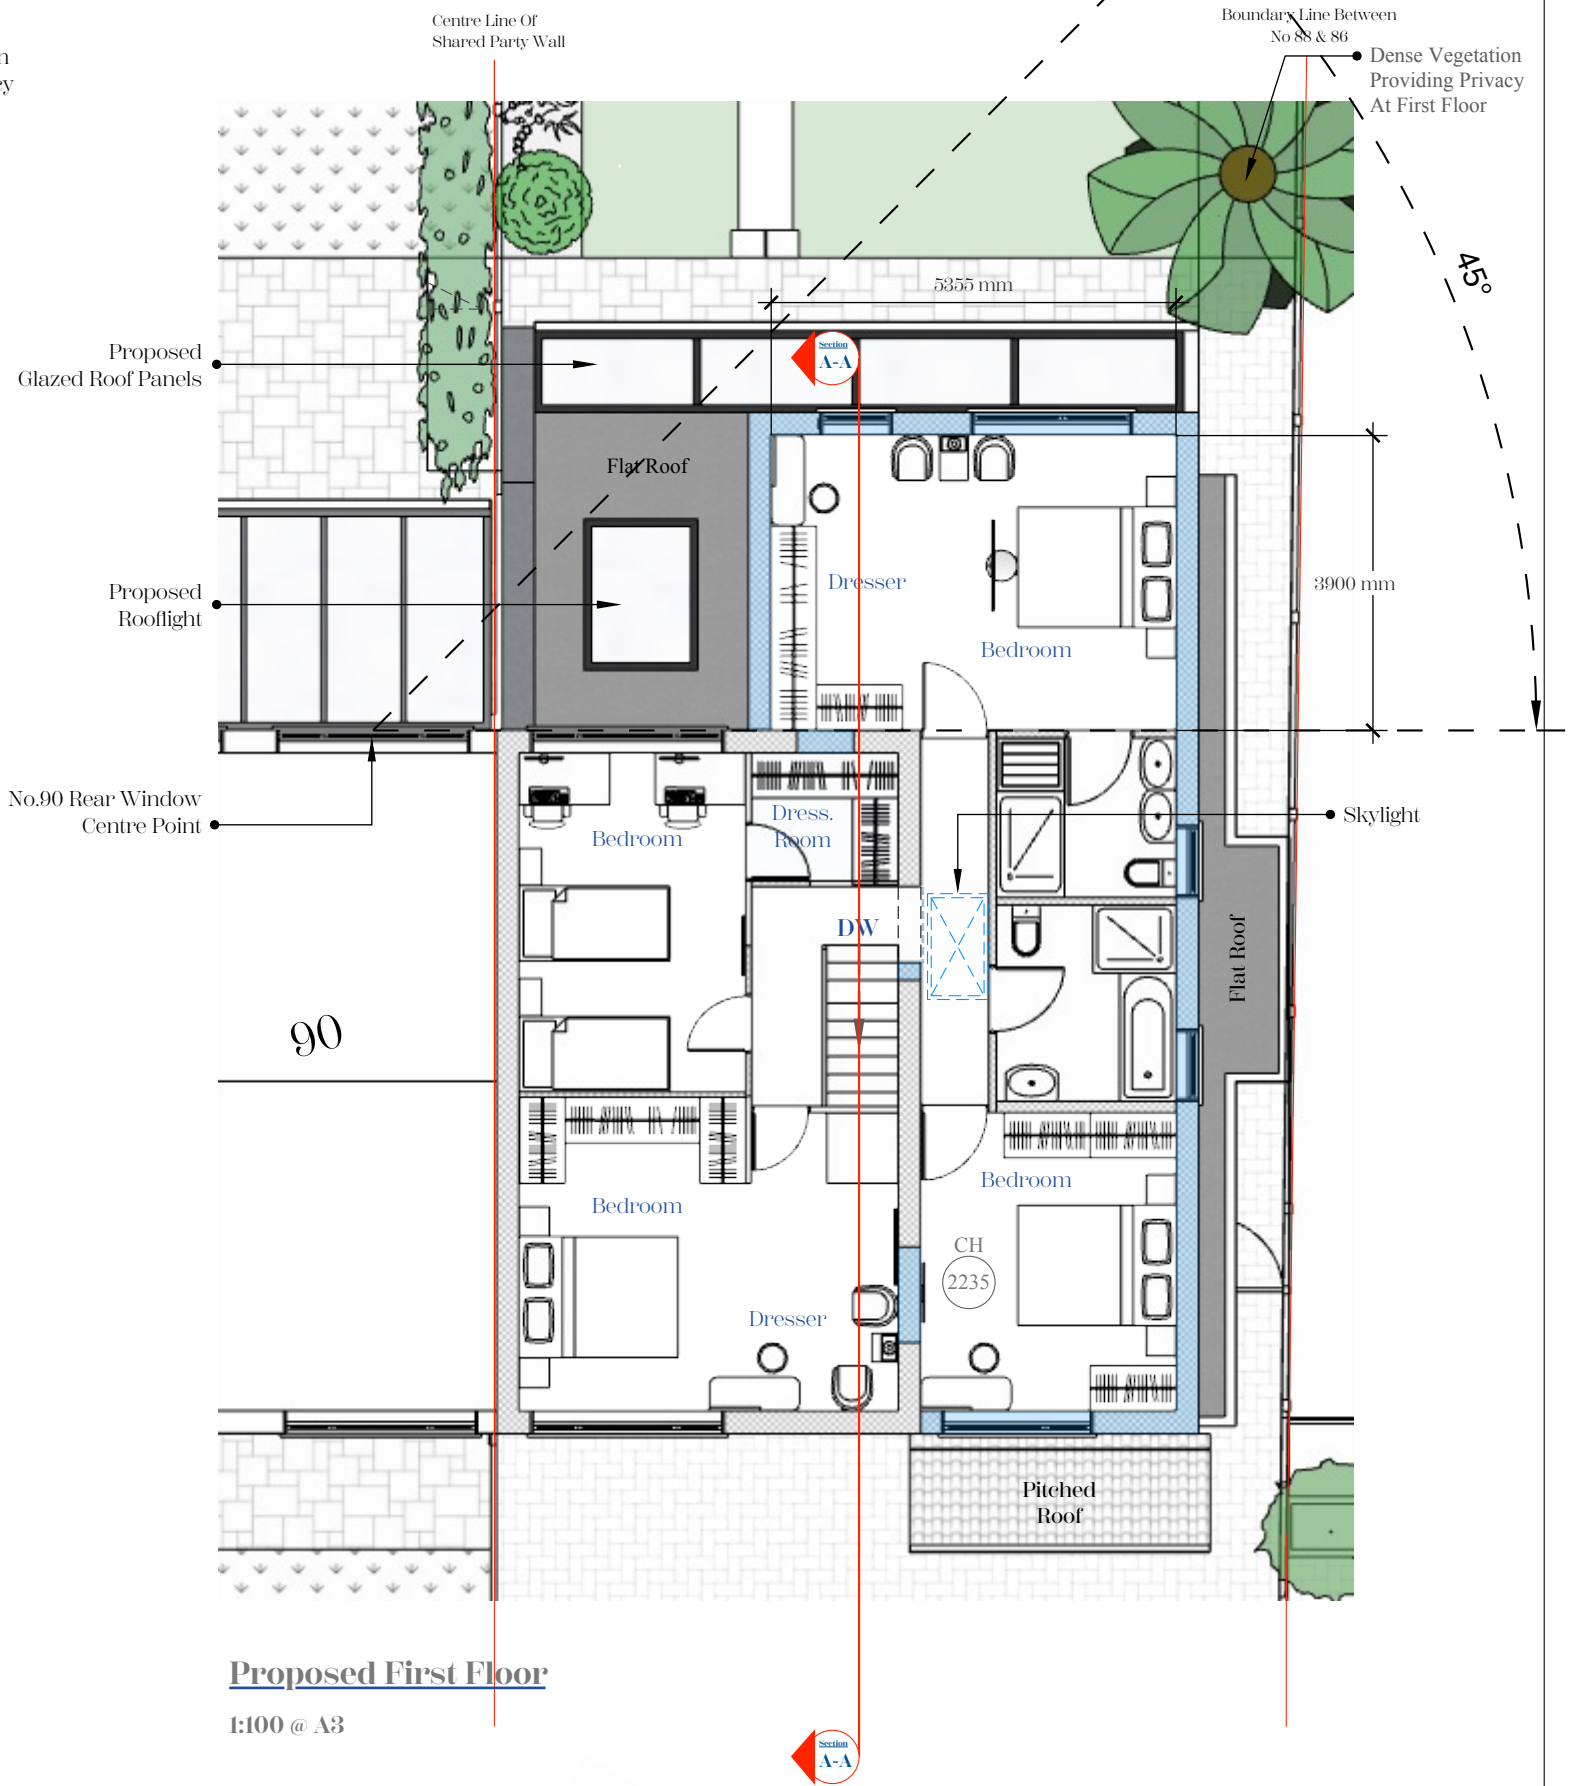 Centre Line Of
Shared Party Wall
Boundary Line Between
No 88 & 86
Dense Vegetation
Providing Privacy
At First Floor
45°
5355 mm
Section
A-A
Proposed
Glazed Roof Panels
Flat Roof
Dresser
3900 mm
Proposed
Rooflight
Bedroom
No.90 Rear Window
Centre Point
Bedroom
Dress.
Room
Skylight
DW
Flat Roof
90
Bedroom
Bedroom
CH
2235
Dresser
Pitched
Roof
Proposed First Floor
1:100 @ A3
Section
A-A